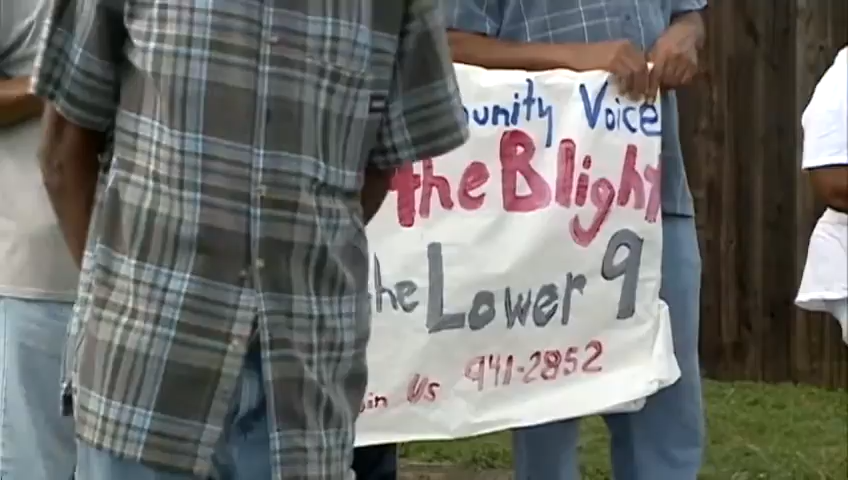 unity Voice
the Blight
he Lower 9
in Us 941-2852